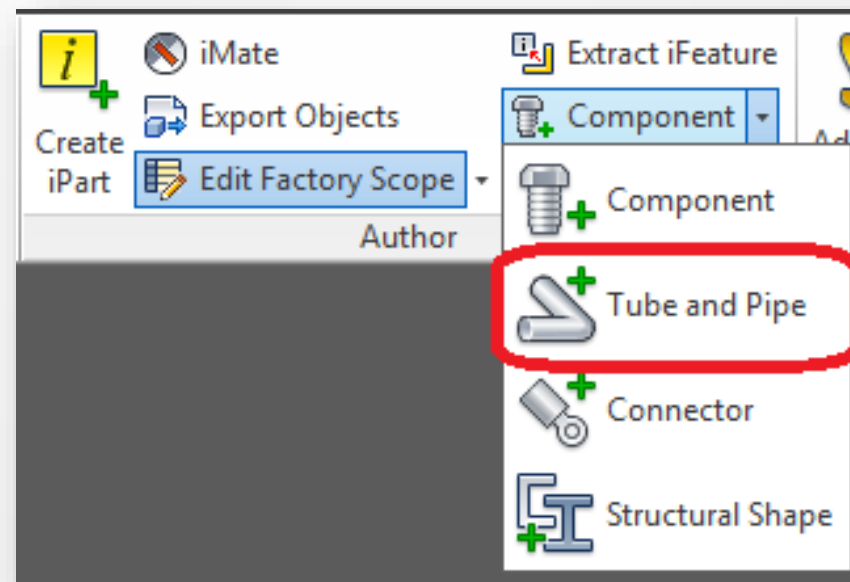 iMate
Extract iFeature
Export Objects
Component
Create
iPart
Edit Factory Scope
Author
Component
Tube and Pipe
Connector
Structural Shape